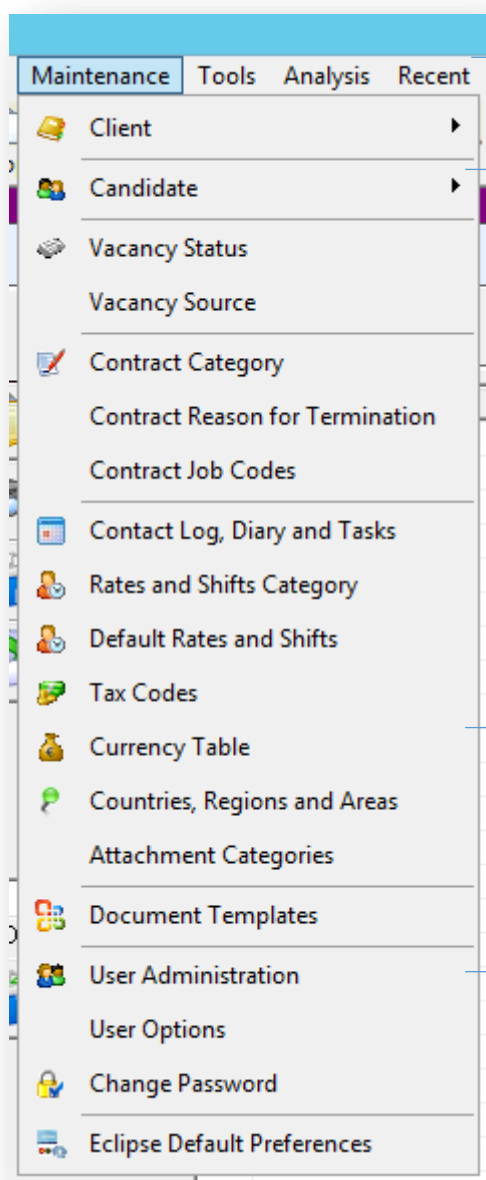 Maintenance Tools Analysis Recent
Client
Candidate
Vacancy Status
Vacancy Source
Contract Category
Contract Reason for Termination
Contract Job Codes
Contact Log, Diary and Tasks
Rates and Shifts Category
Default Rates and Shifts
Tax Codes
Currency Table
Countries, Regions and Areas
Attachment Categories
Document Templates
User Administration
User Options
Change Password
Eclipse Default Preferences